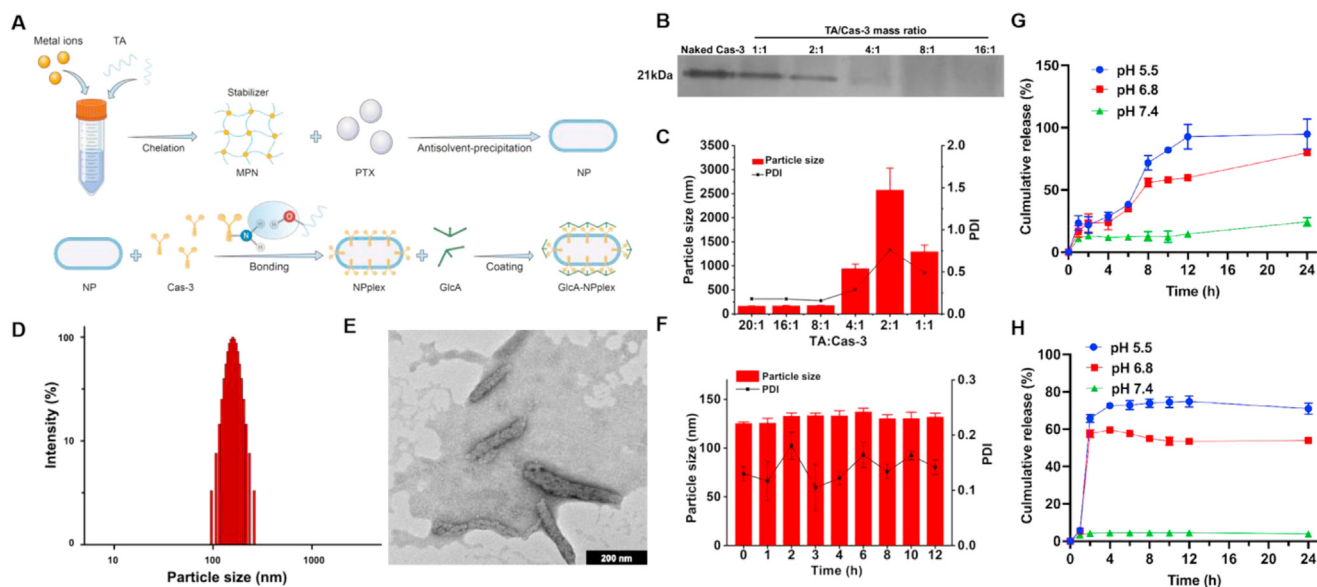 A
Metal ions
TA
Chelation
Stabilizer
MPN
PTX
Antisolvent-precipitation
NP
NP
Cas-3
N
H
H
O
Bonding
NPplex
GlcA
Coating
GlcA-NPplex
B
TA/Cas-3 mass ratio
Naked Cas-3 1:1 2:1 4:1 8:1 16:1
21kDa
C
Particle size
PDI
Particle size (nm)
3500
3000
2500
2000
1500
1000
500
0
2.0
1.5
1.0
0.5
0.0
PDI
20:1 16:1 8:1 4:1 2:1 1:1
TA:Cas-3
D
Intensity (%)
100
10
0
10 100 1000
Particle size (nm)
E
200 nm
F
Particle size
PDI
Particle size (nm)
150
100
50
0
0.3
0.2
0.1
0.0
PDI
0 1 2 3 4 6 8 10 12
Time (h)
G
pH 5.5
pH 6.8
pH 7.4
Culmulative release (%)
150
100
50
0
0 4 8 12 16 20 24
Time (h)
H
pH 5.5
pH 6.8
pH 7.4
Culmulative release (%)
100
80
60
40
20
0
0 4 8 12 16 20 24
Time (h)